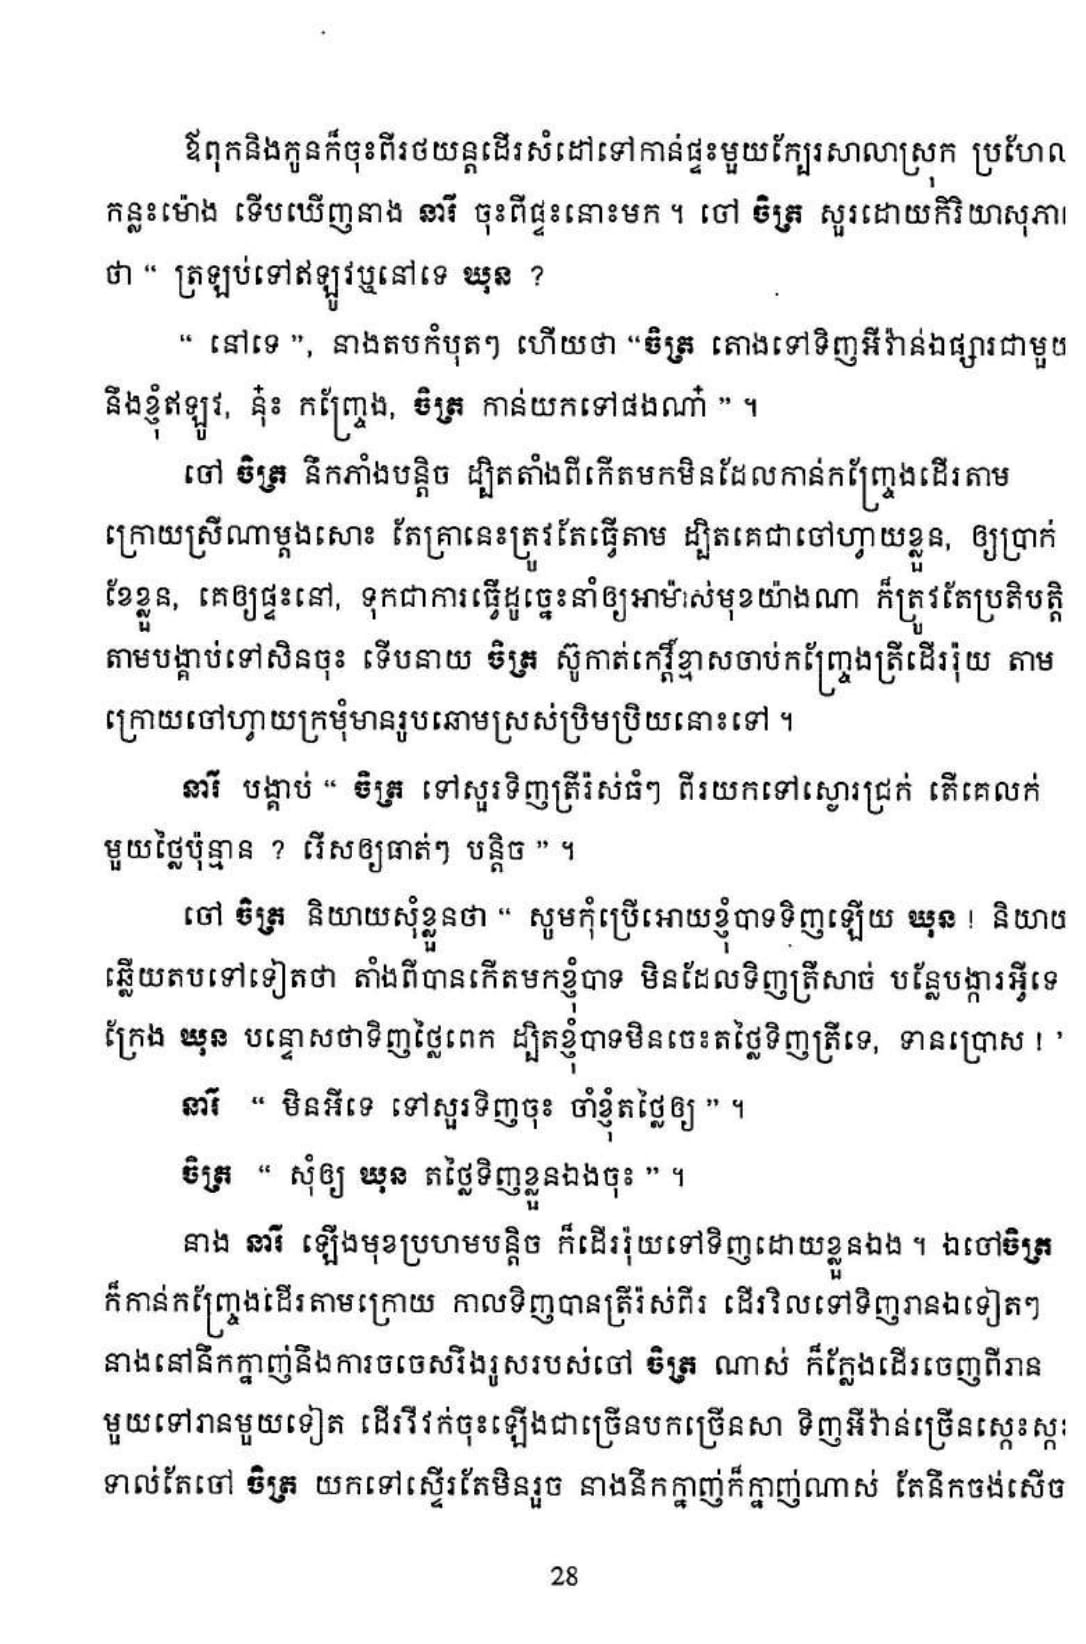 ឪពុកនិងកូនក៏ចុះពីរថយន្តដើរសំដៅទៅកាន់ផ្ទះមួយក្បែរសាលាស្រុក ប្រហែល
កន្លះម៉ោង ទើបឃើញនាង នារី ចុះពីផ្ទះនោះមក ។ ចៅ ចិត្រ សួរដោយកិរិយាសុភា
ថា “ ត្រឡប់ទៅឥឡូវឬនៅទេ ឃុន ?
“ នៅទេ ”, នាងតបកំបុតៗ ហើយថា “ចិត្រ តោងទៅទិញអីវ៉ាន់ឯផ្សារជាមួយ
នឹងខ្ញុំឥឡូវ, នុ៎ះ កញ្ច្រែង, ចិត្រ កាន់យកទៅផងណា៎ ” ។
ចៅ ចិត្រ នឹកភាំងបន្តិច ដ្បិតតាំងពីកើតមកមិនដែលកាន់កញ្ច្រែងដើរតាម
ក្រោយស្រីណាម្តងសោះ តែគ្រានេះត្រូវតែធ្វើតាម ដ្បិតគេជាចៅហ្វាយខ្លួន, ឲ្យប្រាក់
ខែខ្លួន, គេឲ្យផ្ទះនៅ, ទុកជាការធ្វើដូច្នេះនាំឲ្យអាម៉ាស់មុខយ៉ាងណា ក៏ត្រូវតែប្រតិបត្តិ
តាមបង្គាប់ទៅសិនចុះ ទើបនាយ ចិត្រ ស៊ូកាត់កេរ្តិ៍ខ្មាសចាប់កញ្ច្រែងត្រីដើររ៉ុយ តាម
ក្រោយចៅហ្វាយក្រមុំមានរូបឆោមស្រស់ប្រិមប្រិយនោះទៅ ។
នារី បង្គាប់ “ ចិត្រ ទៅសួរទិញត្រីរ៉ស់ធំៗ ពីរយកទៅស្ងោរជ្រក់ តើគេលក់
មួយថ្លៃប៉ុន្មាន ? រើសឲ្យធាត់ៗ បន្តិច ” ។
ចៅ ចិត្រ និយាយសុំខ្លួនថា “ សូមកុំប្រើអោយខ្ញុំបាទទិញឡើយ ឃុន ! និយាយ
ឆ្លើយតបទៅទៀតថា តាំងពីបានកើតមកខ្ញុំបាទ មិនដែលទិញត្រីសាច់ បន្លែបង្ការអ្វីទេ
ក្រែង ឃុន បន្ទោសថាទិញថ្លៃពេក ដ្បិតខ្ញុំបាទមិនចេះតថ្លៃទិញត្រីទេ, ទានប្រោស ! ’
នារី “ មិនអីទេ ទៅសួរទិញចុះ ចាំខ្ញុំតថ្លៃឲ្យ ” ។
ចិត្រ “ សុំឲ្យ ឃុន តថ្លៃទិញខ្លួនឯងចុះ ” ។
នាង នារី ឡើងមុខប្រហមបន្តិច ក៏ដើររ៉ុយទៅទិញដោយខ្លួនឯង ។ ឯចៅចិត្រ
ក៏កាន់កញ្ច្រែងដើរតាមក្រោយ កាលទិញបានត្រីរ៉ស់ពីរ ដើរវិលទៅទិញរានឯទៀតៗ
នាងនៅនឹកក្នាញ់នឹងការចចេសរឹងរូសរបស់ចៅ ចិត្រ ណាស់ ក៏ក្លែងដើរចេញពីរាន
មួយទៅរានមួយទៀត ដើរវីវក់ចុះឡើងជាច្រើនបកច្រើនសា ទិញអីវ៉ាន់ច្រើនស្កេះស្កះ
ទាល់តែចៅ ចិត្រ យកទៅស្ទើរតែមិនរួច នាងនឹកក្នាញ់ក៏ក្នាញ់ណាស់ តែនឹកចង់សើច
28